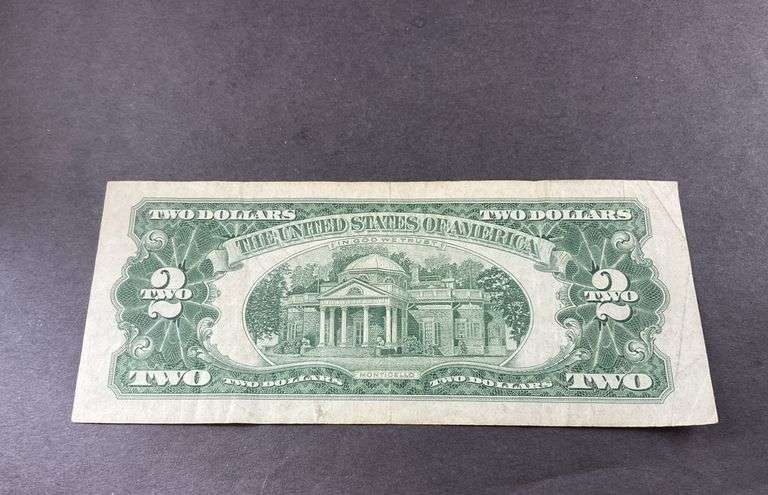 TWO DOLLARS TWO DOLLARS
THE UNITED STATES OF AMERICA
IN GOD WE TRUST
2 2
TWO TWO
MONTICELLO
TWO TWO DOLLARS TWO DOLLARS TWO